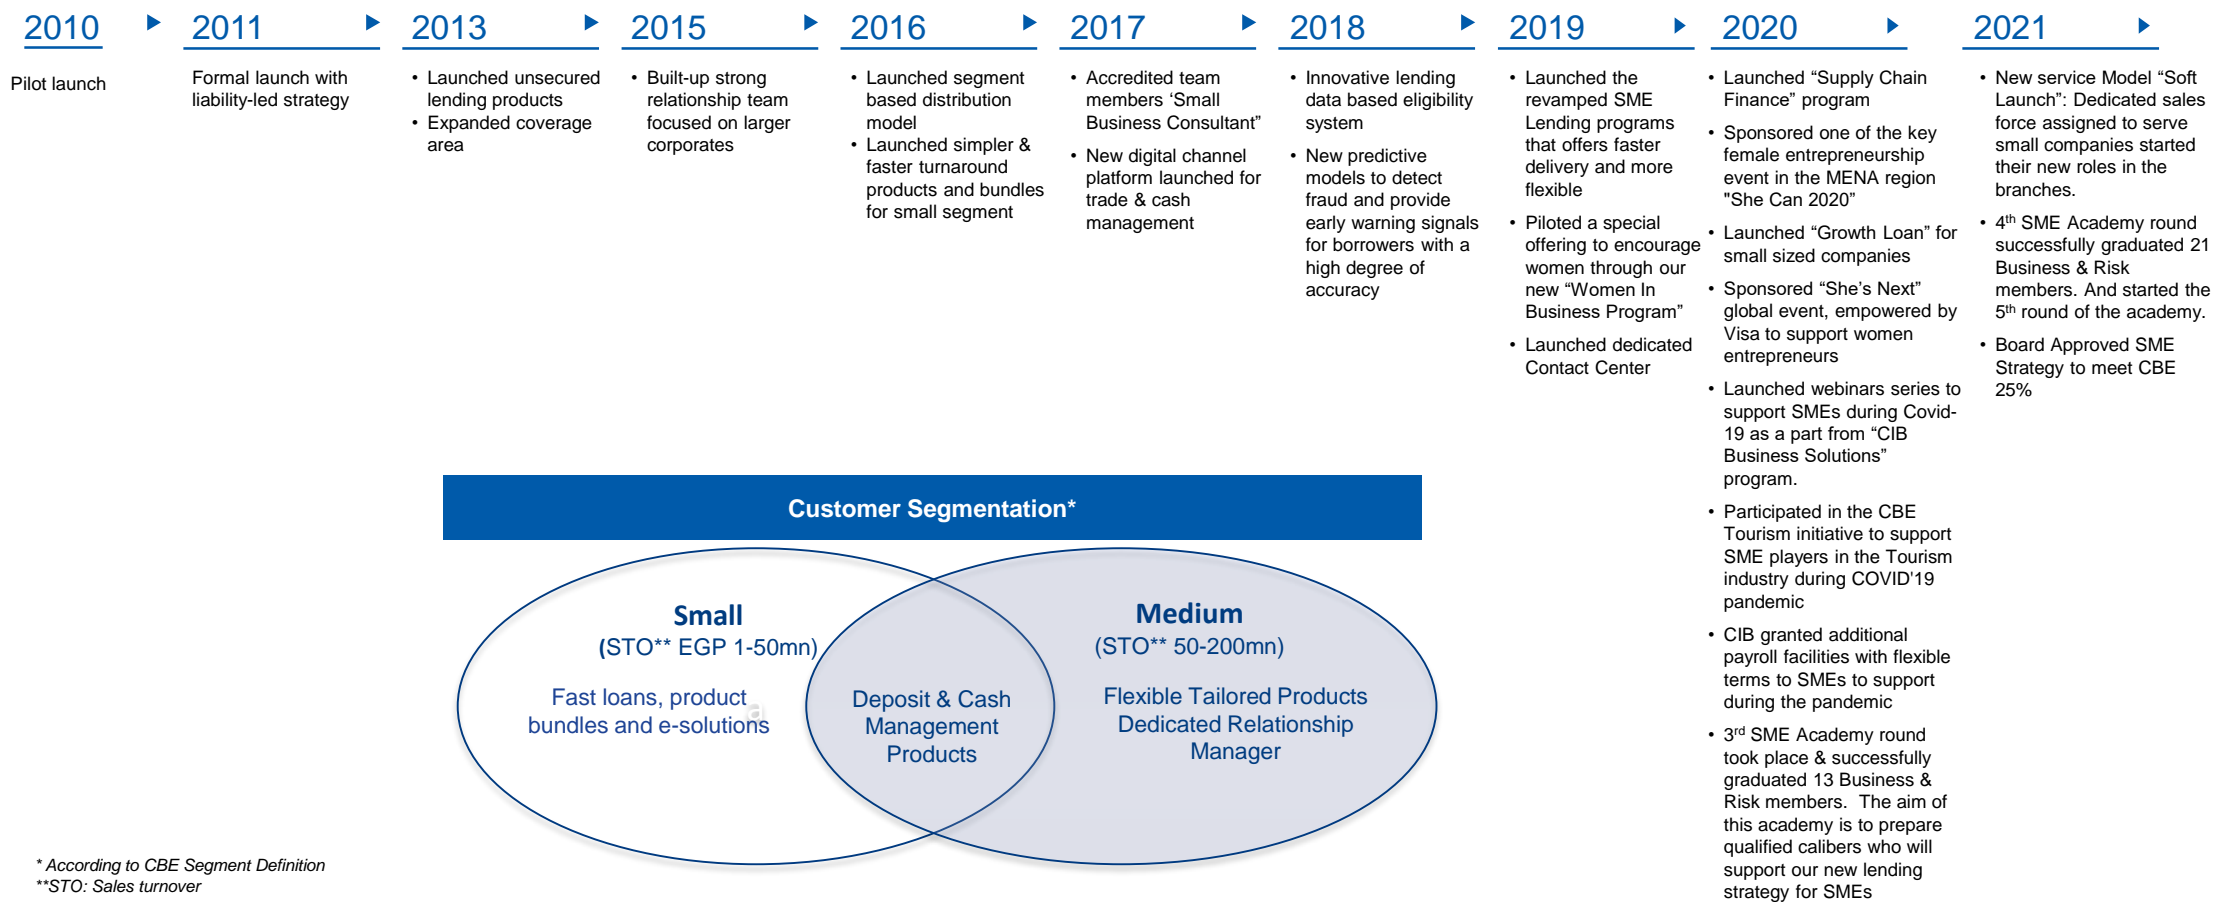 2010
Pilot launch
2011
Formal launch with
liability-led strategy
2013
• Launched unsecured
lending products
• Expanded coverage
area
2015
• Built-up strong
relationship team
focused on larger
corporates
2016
• Launched segment
based distribution
model
• Launched simpler &
faster turnaround
products and bundles
for small segment
2017
• Accredited team
members ‘Small
Business Consultant”
• New digital channel
platform launched for
trade & cash
management
2018
• Innovative lending
data based eligibility
system
• New predictive
models to detect
fraud and provide
early warning signals
for borrowers with a
high degree of
accuracy
2019
• Launched the
revamped SME
Lending programs
that offers faster
delivery and more
flexible
• Piloted a special
offering to encourage
women through our
new “Women In
Business Program”
• Launched dedicated
Contact Center
2020
• Launched “Supply Chain
Finance” program
• Sponsored one of the key
female entrepreneurship
event in the MENA region
"She Can 2020”
• Launched “Growth Loan” for
small sized companies
• Sponsored “She’s Next”
global event, empowered by
Visa to support women
entrepreneurs
• Launched webinars series to
support SMEs during Covid-
19 as a part from “CIB
Business Solutions”
program.
• Participated in the CBE
Tourism initiative to support
SME players in the Tourism
industry during COVID'19
pandemic
• CIB granted additional
payroll facilities with flexible
terms to SMEs to support
during the pandemic
• 3rd SME Academy round
took place & successfully
graduated 13 Business &
Risk members. The aim of
this academy is to prepare
qualified calibers who will
support our new lending
strategy for SMEs
2021
• New service Model “Soft
Launch”: Dedicated sales
force assigned to serve
small companies started
their new roles in the
branches.
• 4th SME Academy round
successfully graduated 21
Business & Risk
members. And started the
5th round of the academy.
• Board Approved SME
Strategy to meet CBE
25%
Customer Segmentation*
Small
(STO** EGP 1-50mn)
Fast loans, product
bundles and e-solutions
a
Deposit & Cash
Management
Products
Medium
(STO** 50-200mn)
Flexible Tailored Products
Dedicated Relationship
Manager
* According to CBE Segment Definition
**STO: Sales turnover